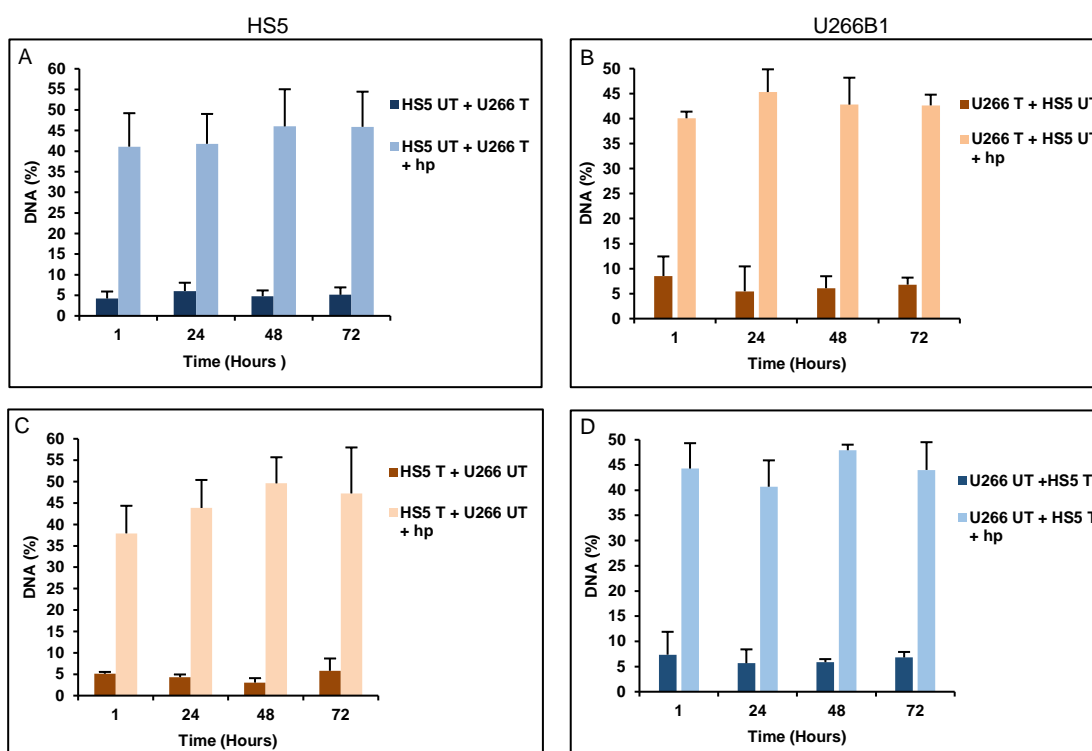 HS5
U266B1
A
60
55
50
45
40
35
30
25
20
15
10
5
0
DNA (%)
1 24 48 72
Time (Hours )
HS5 UT + U266 T
HS5 UT + U266 T
+ hp
B
50
45
40
35
30
25
20
15
10
5
0
DNA (%)
1 24 48 72
Time (Hours)
U266 T + HS5 UT
U266 T + HS5 UT
+ hp
C
60
55
50
45
40
35
30
25
20
15
10
5
0
DNA (%)
1 24 48 72
Time (Hours)
HS5 T + U266 UT
HS5 T + U266 UT
+ hp
D
50
45
40
35
30
25
20
15
10
5
0
DNA (%)
1 24 48 72
Time (Hours)
U266 UT +HS5 T
U266 UT + HS5 T
+ hp